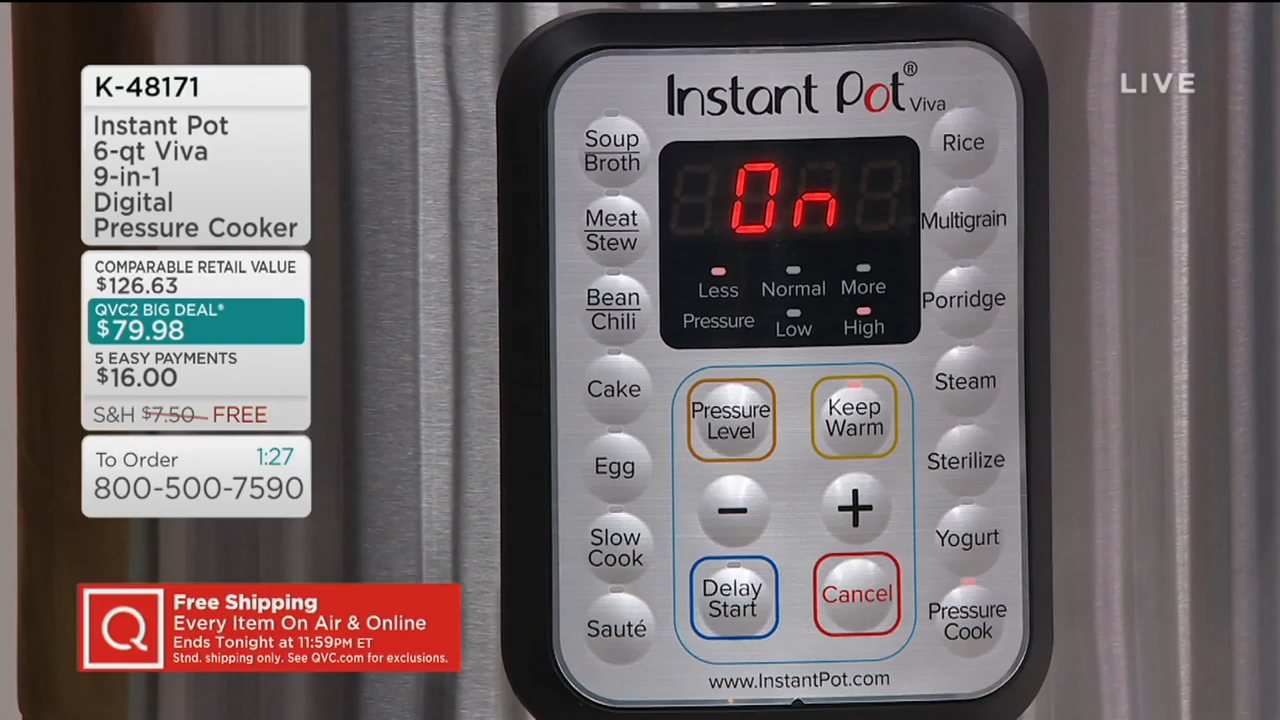 K-48171
Instant Pot
6-qt Viva
9-in-1
Digital
Pressure Cooker
COMPARABLE RETAIL VALUE
$126.63
QVC2 BIG DEAL®
$79.98
5 EASY PAYMENTS
$16.00
S&H $7.50 FREE
To Order 1:27
800-500-7590
Q
Free Shipping
Every Item On Air & Online
Ends Tonight at 11:59PM ET
Stnd. shipping only. See QVC.com for exclusions.
LIVE
Instant Pot® Viva
Soup
Broth
Meat
Stew
Bean
Chili
Cake
Egg
Slow
Cook
Sauté
On
Less Normal More
Pressure Low High
Pressure
Level
Keep
Warm
-
+
Delay
Start
Cancel
Rice
Multigrain
Porridge
Steam
Sterilize
Yogurt
Pressure
Cook
www.InstantPot.com